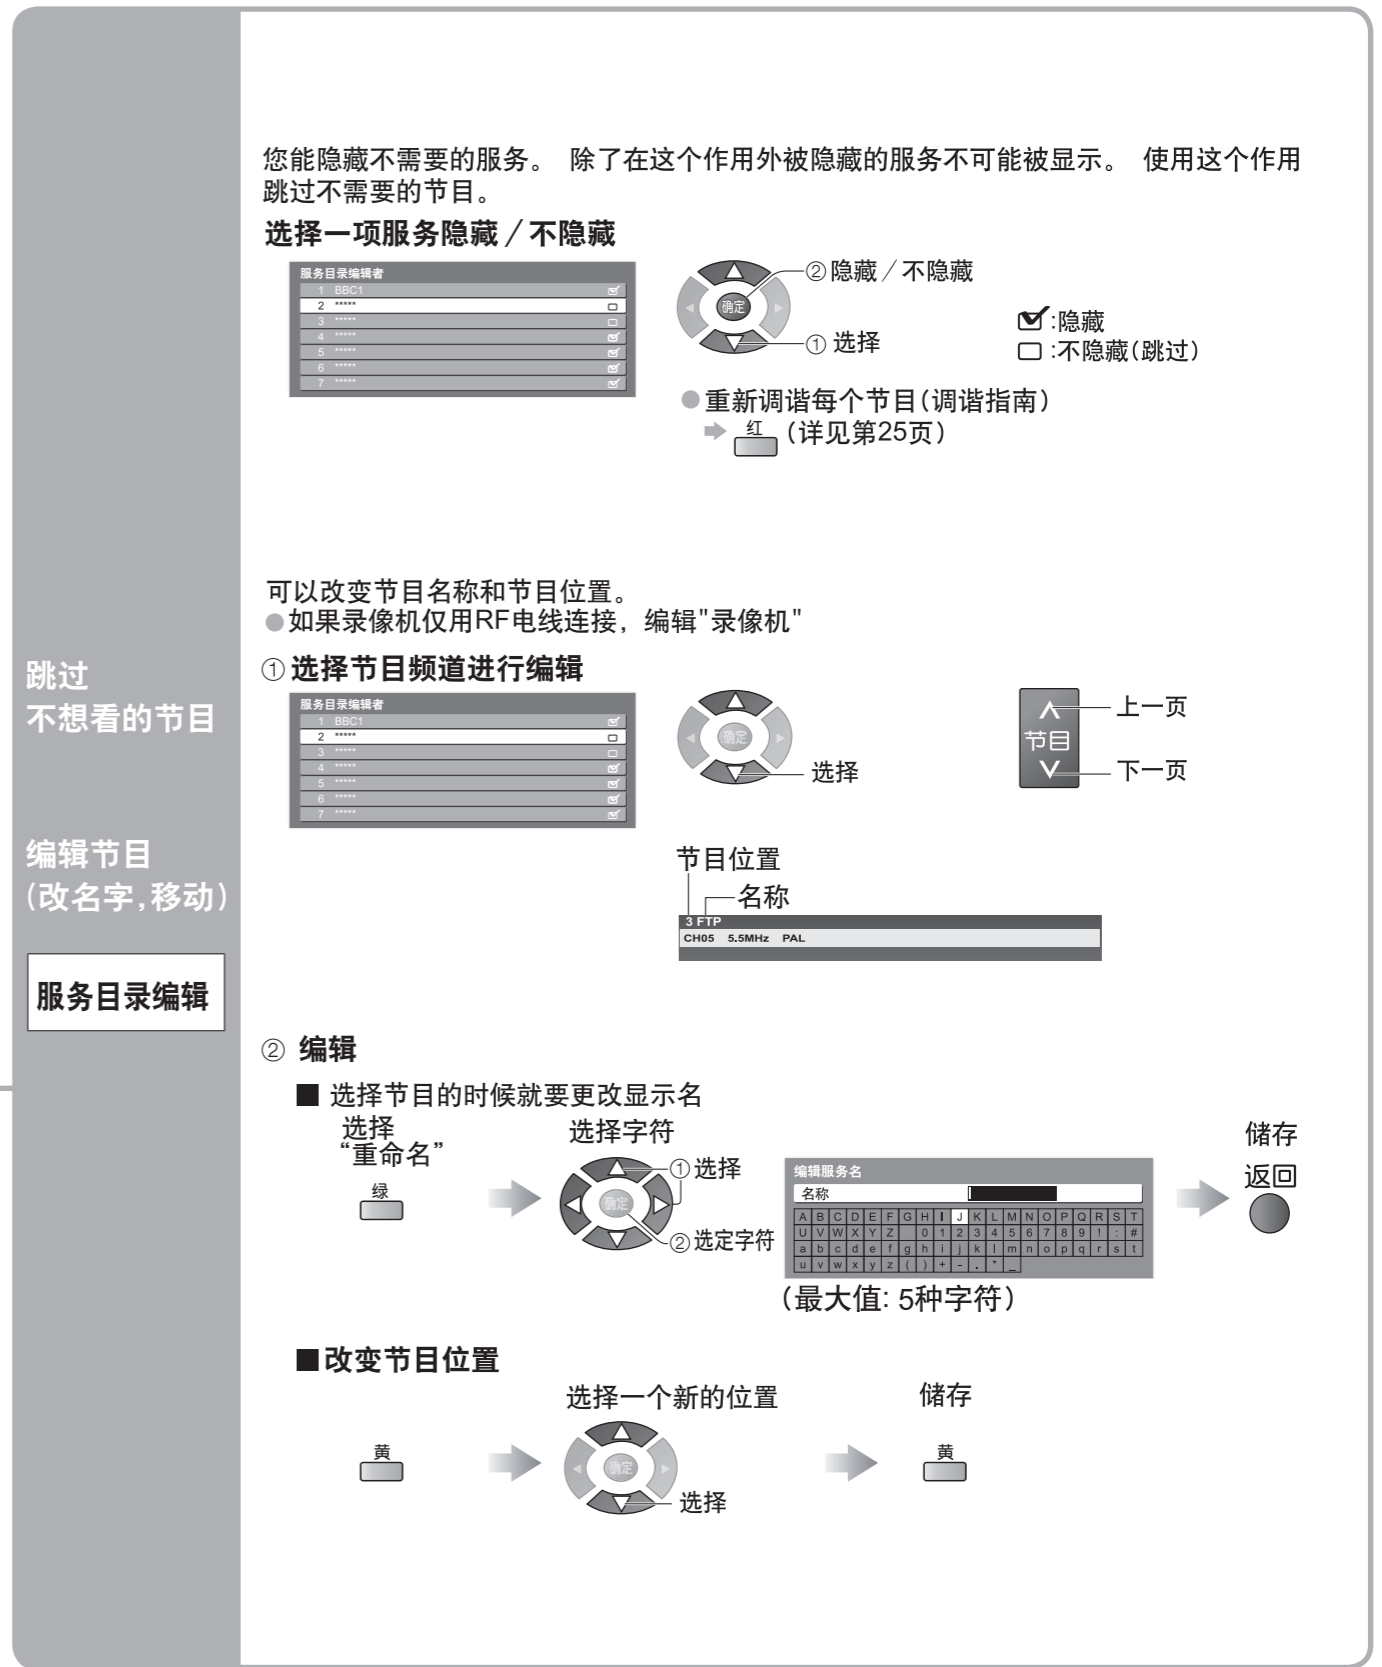 您能隐藏不需要的服务。 除了在这个作用外被隐藏的服务不可能被显示。 使用这个作用
跳过不需要的节目。
选择一项服务隐藏／不隐藏
服务目录编辑者
1 BBC1
2 *****
3 *****
4 *****
5 *****
6 *****
7 *****
②隐藏／不隐藏
确定
① 选择
:隐藏
:不隐藏(跳过)
●重新调谐每个节目(调谐指南)
红
(详见第25页)
可以改变节目名称和节目位置。
●如果录像机仅用RF电线连接, 编辑"录像机"
跳过
不想看的节目
①选择节目频道进行编辑
服务目录编辑者
1 BBC1
2 *****
3 *****
4 *****
5 *****
6 *****
7 *****
确定
选择
上一页
节目
下一页
编辑节目
(改名字,移动)
节目位置
名称
3 FTP
CH05 5.5MHz PAL
服务目录编辑
② 编辑
■ 选择节目的时候就要更改显示名
选择
“重命名”
绿
选择字符
①选择
确定
②选定字符
编辑服务名
名称
A B C D E F G H I J K L M N O P Q R S T
U V W X Y Z 0 1 2 3 4 5 6 7 8 9 ! : #
a b c d e f g h i j k l m n o p q r s t
u v w x y z ( ) + - . * _
(最大值: 5种字符)
储存
返回
■改变节目位置
黄
选择一个新的位置
确定
选择
储存
黄